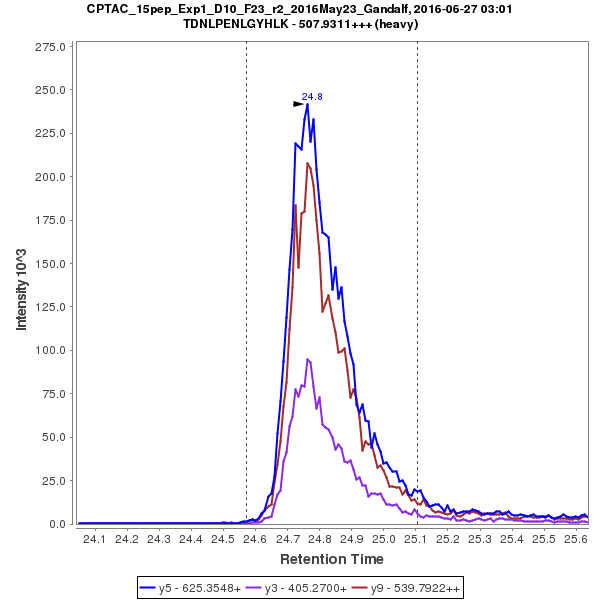 CPTAC_15pep_Exp1_D10_F23_r2_2016May23_Gandalf, 2016-06-27 03:01
TDNLPENLGYHLK - 507.9311+++ (heavy)
275.0
250.0
225.0
200.0
175.0
150.0
125.0
100.0
75.0
50.0
25.0
0.0
Intensity 10^3
24.8
24.1 24.2 24.3 24.4 24.5 24.6 24.7 24.8 24.9 25.0 25.1 25.2 25.3 25.4 25.5 25.6
Retention Time
y5 - 625.3548+ y3 - 405.2700+ y9 - 539.7922++